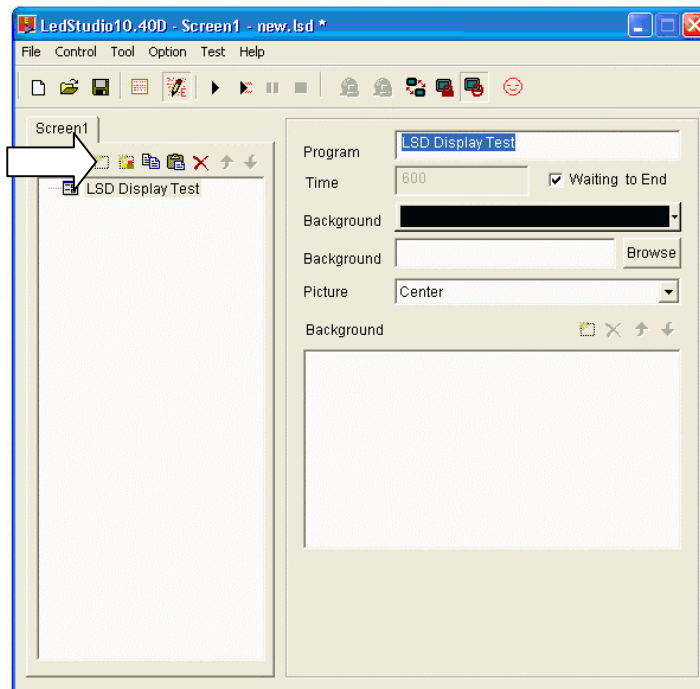 LedStudio10.40D - Screen1 - new.lsd *
File Control Tool Option Test Help
Screen1
LSD Display Test
Program LSD Display Test
Time 600 Waiting to End
Background
Background Browse
Picture Center
Background